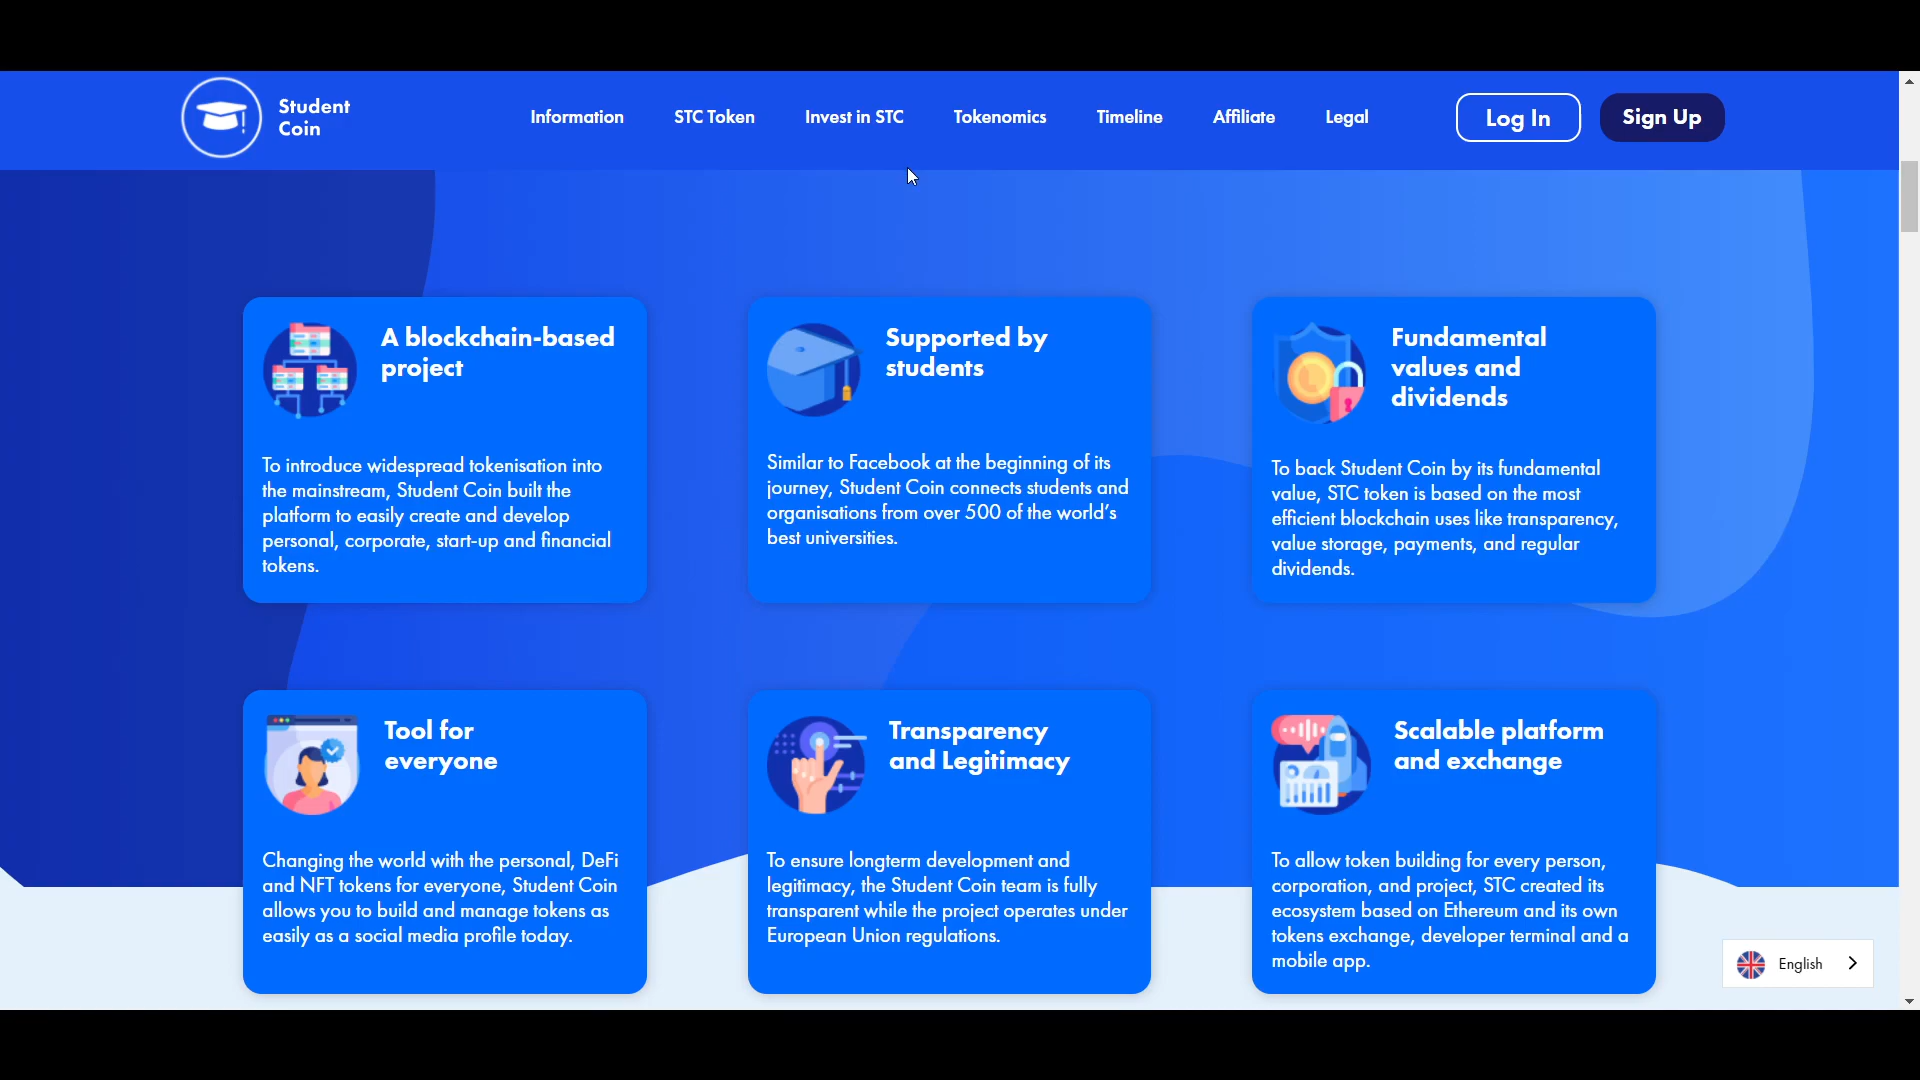 Student
Coin
Information
STC Token
Invest in STC
Tokenomics
Timeline
Affiliate
Legal
Log In
Sign Up
A blockchain-based
project
To introduce widespread tokenisation into
the mainstream, Student Coin built the
platform to easily create and develop
personal, corporate, start-up and financial
tokens.
Supported by
students
Similar to Facebook at the beginning of its
journey, Student Coin connects students and
organisations from over 500 of the world's
best universities.
Fundamental
values and
dividends
To back Student Coin by its fundamental
value, STC token is based on the most
efficient blockchain uses like transparency,
value storage, payments, and regular
dividends.
Tool for
everyone
Changing the world with the personal, DeFi
and NFT tokens for everyone, Student Coin
allows you to build and manage tokens as
easily as a social media profile today.
Transparency
and Legitimacy
To ensure longterm development and
legitimacy, the Student Coin team is fully
transparent while the project operates under
European Union regulations.
Scalable platform
and exchange
To allow token building for every person,
corporation, and project, STC created its
ecosystem based on Ethereum and its own
tokens exchange, developer terminal and a
mobile app.
English